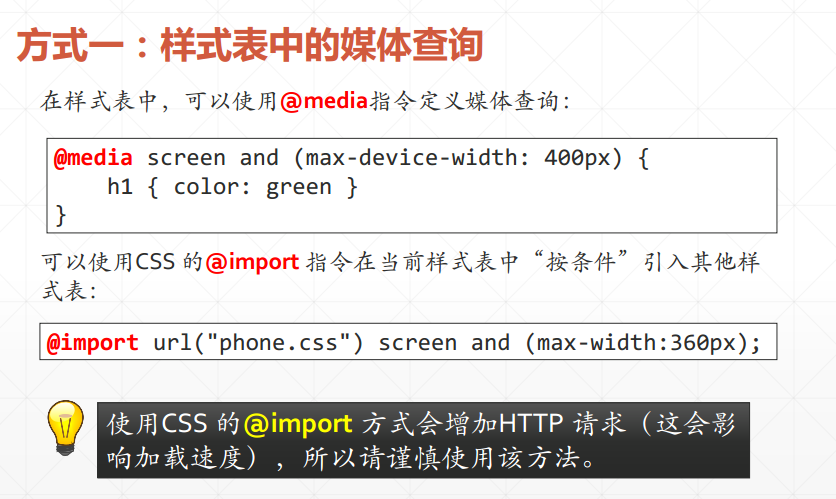 方式一：样式表中的媒体查询
在样式表中，可以使用@media指令定义媒体查询：
@media screen and (max-device-width: 400px) {
h1 { color: green }
}
可以使用CSS 的@import 指令在当前样式表中“按条件”引入其他样
式表：
@import url("phone.css") screen and (max-width:360px);
使用CSS 的@import 方式会增加HTTP 请求（这会影
响加载速度），所以请谨慎使用该方法。